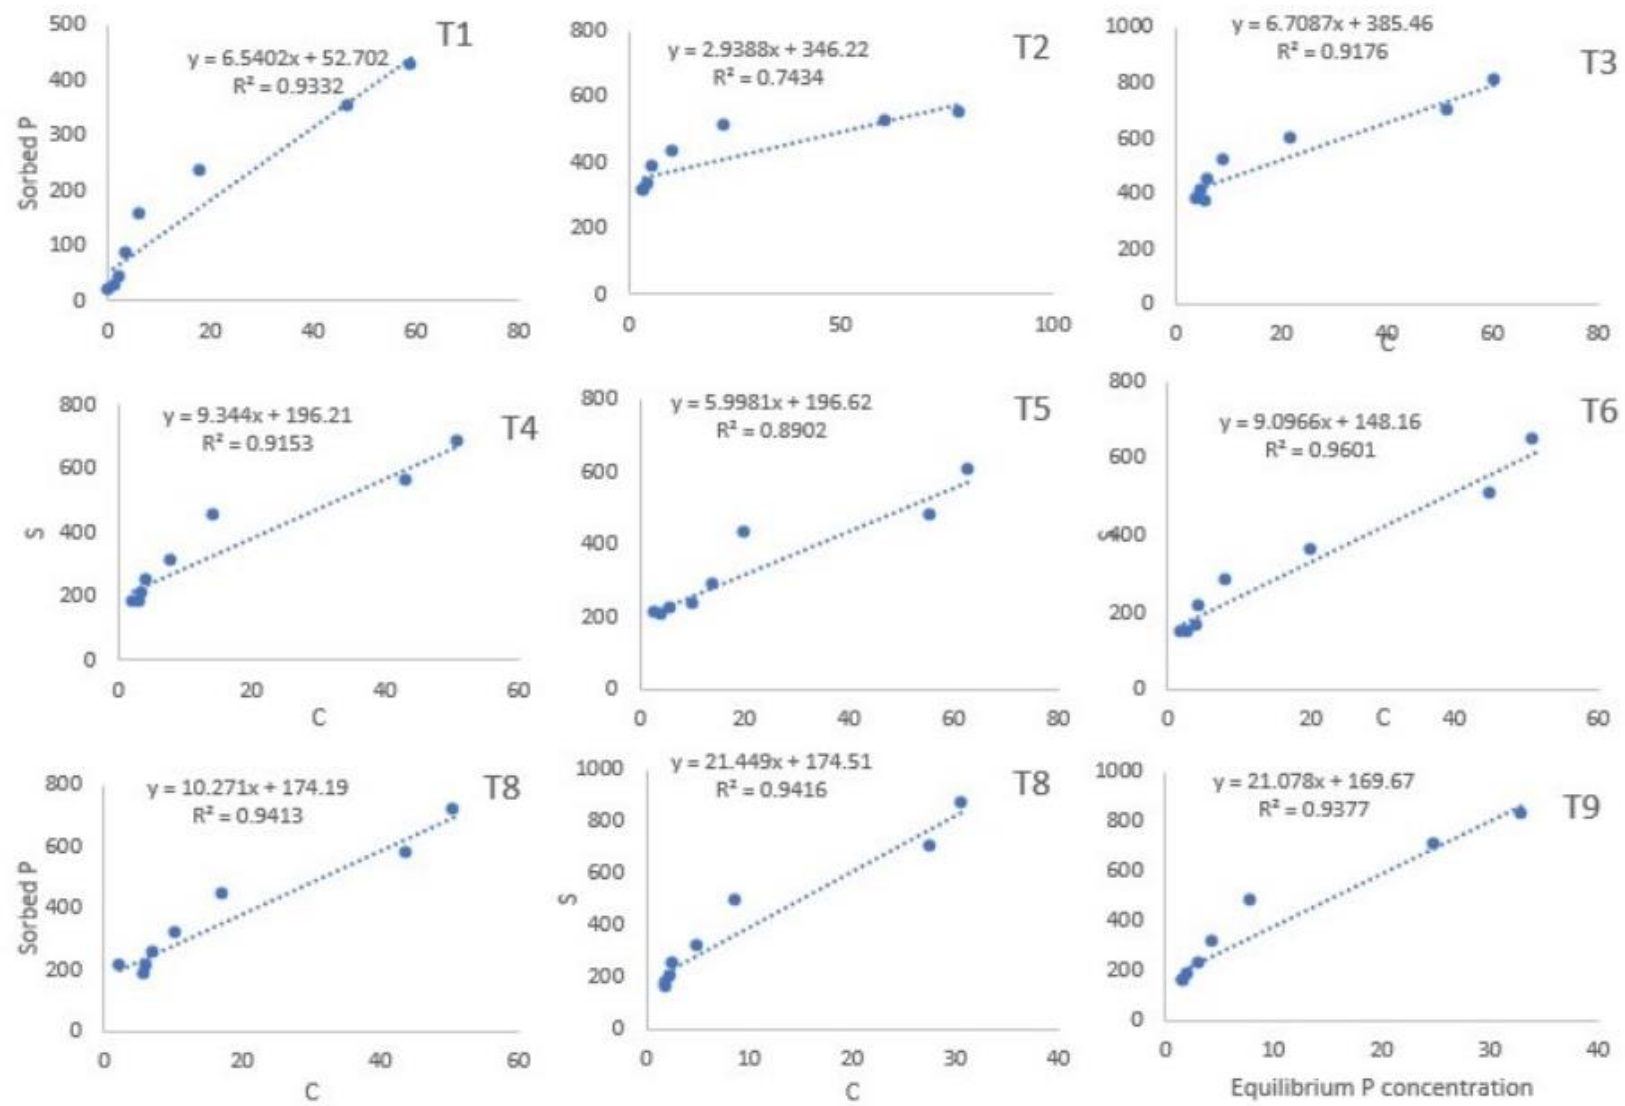 T1
y = 6.5402x + 52.702
R² = 0.9332
Sorbed P
500
400
300
200
100
0
0 20 40 60 80
T2
y = 2.9388x + 346.22
R² = 0.7434
800
600
400
200
0
0 50 100
T3
y = 6.7087x + 385.46
R² = 0.9176
1000
800
600
400
200
0
0 20 40 60 80
C
T4
y = 9.344x + 196.21
R² = 0.9153
S
800
600
400
200
0
0 20 40 60
C
T5
y = 5.9981x + 196.62
R² = 0.8902
800
600
400
200
0
0 20 40 60 80
T6
y = 9.0966x + 148.16
R² = 0.9601
S
800
600
400
200
0
0 20 40 60
C
T8
y = 10.271x + 174.19
R² = 0.9413
Sorbed P
800
600
400
200
0
0 20 40 60
C
T8
y = 21.449x + 174.51
R² = 0.9416
S
1000
800
600
400
200
0
0 10 20 30 40
C
T9
y = 21.078x + 169.67
R² = 0.9377
1000
800
600
400
200
0
0 10 20 30 40
Equilibrium P concentration